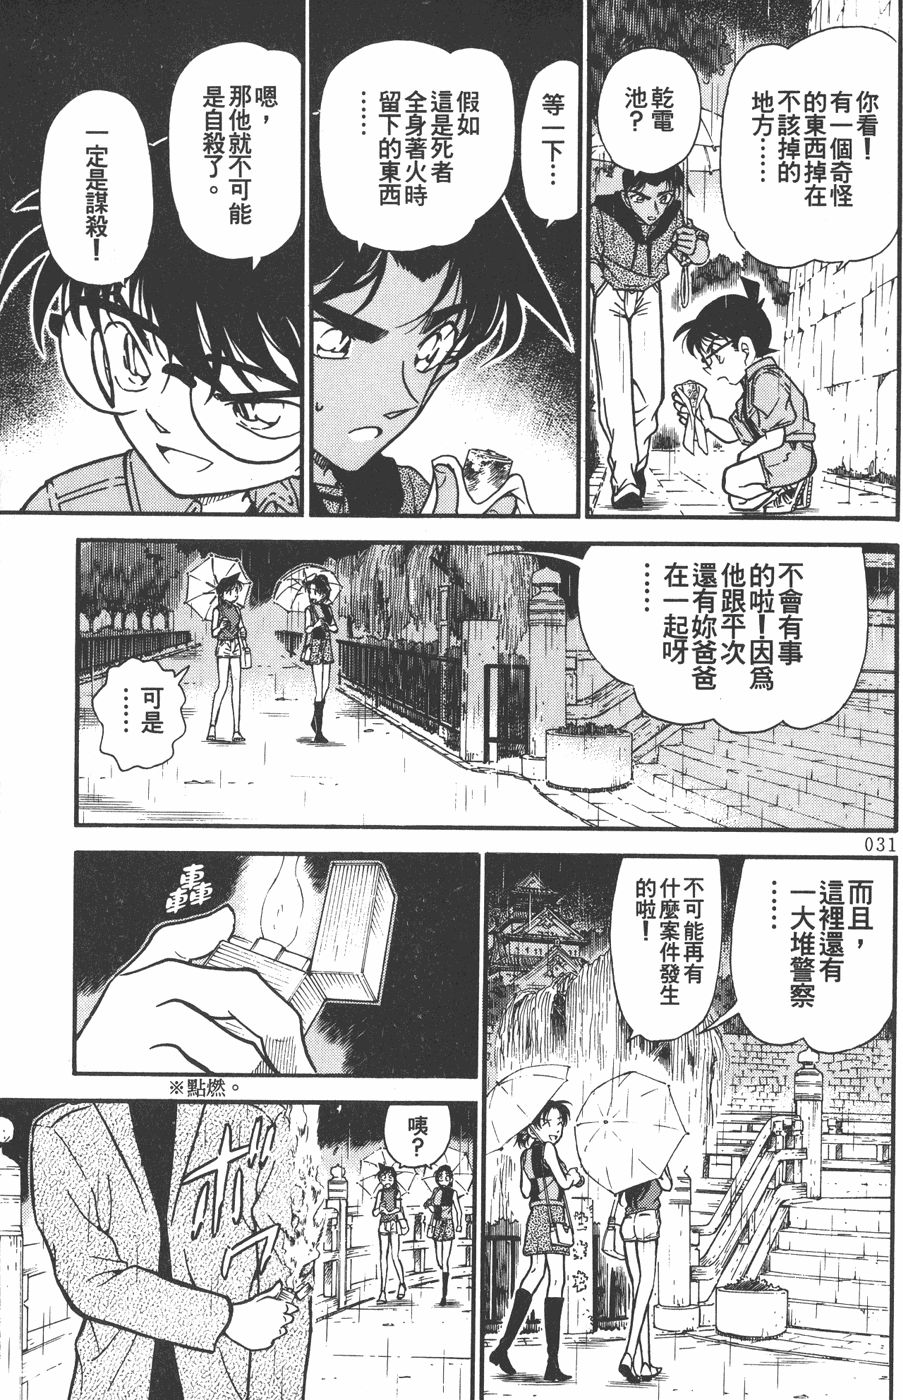 你看！
有一個奇怪
的東西掉在
不該掉的
地方……
乾電
池？
等一下…
假如
這是死者
全身著火時
留下的東西
……
嗯，
那他就不可能
是自殺了。
一定是謀殺！
不會有事
的啦！因爲
他跟平次
還有妳爸爸
在一起呀
……
可是
……
031
而且，
這裡還有
一大堆警察
……
不可能再有
什麼案件發生
的啦！
轟
轟
※點燃。
咦？
ボッ